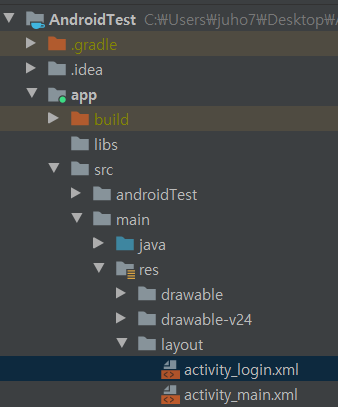 AndroidTest C:₩Users₩juho7₩Desktop₩A
.gradle
.idea
app
build
libs
src
androidTest
main
java
res
drawable
drawable-v24
layout
activity_login.xml
activity_main.xml